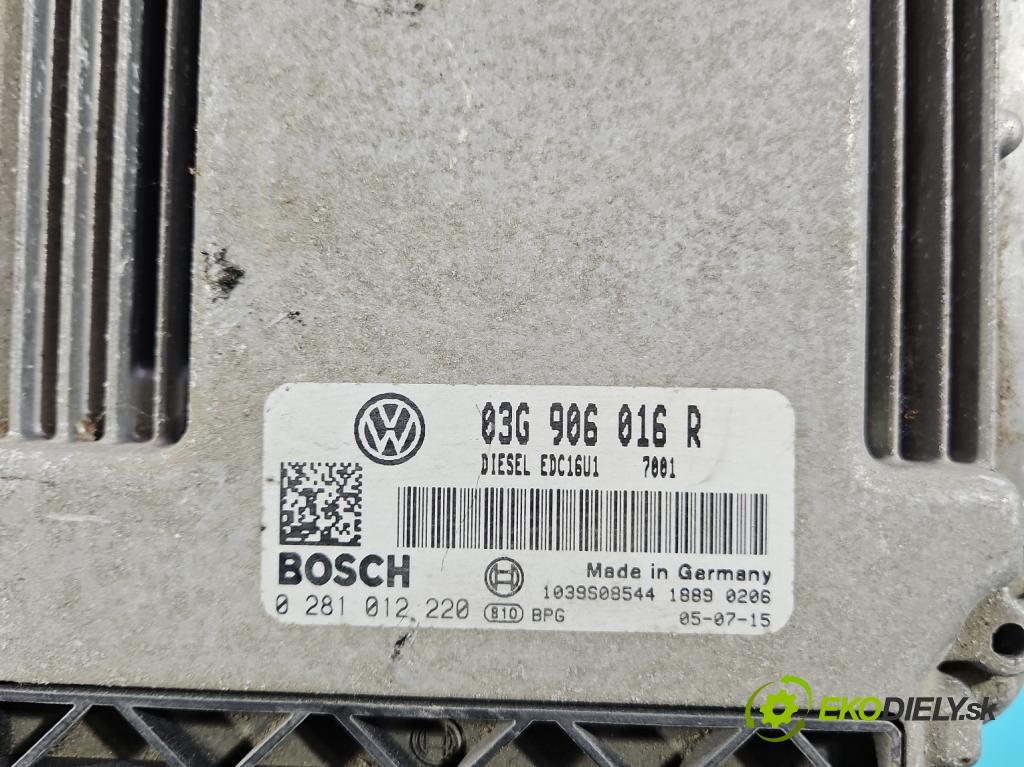 03G 906 016 R
DIESEL EDC16U1 7001
BOSCH
Made in Germany
1039S08544 1889 0206
0 281 012 220 810 BPG 05-07-15
EKODIELY.sk